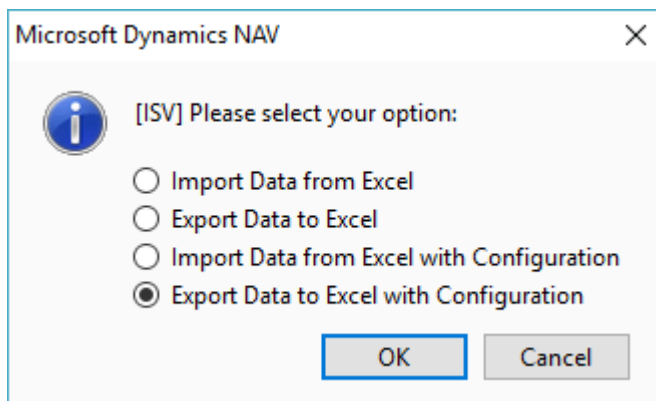 Microsoft Dynamics NAV
[ISV] Please select your option:
Import Data from Excel
Export Data to Excel
Import Data from Excel with Configuration
Export Data to Excel with Configuration
OK Cancel